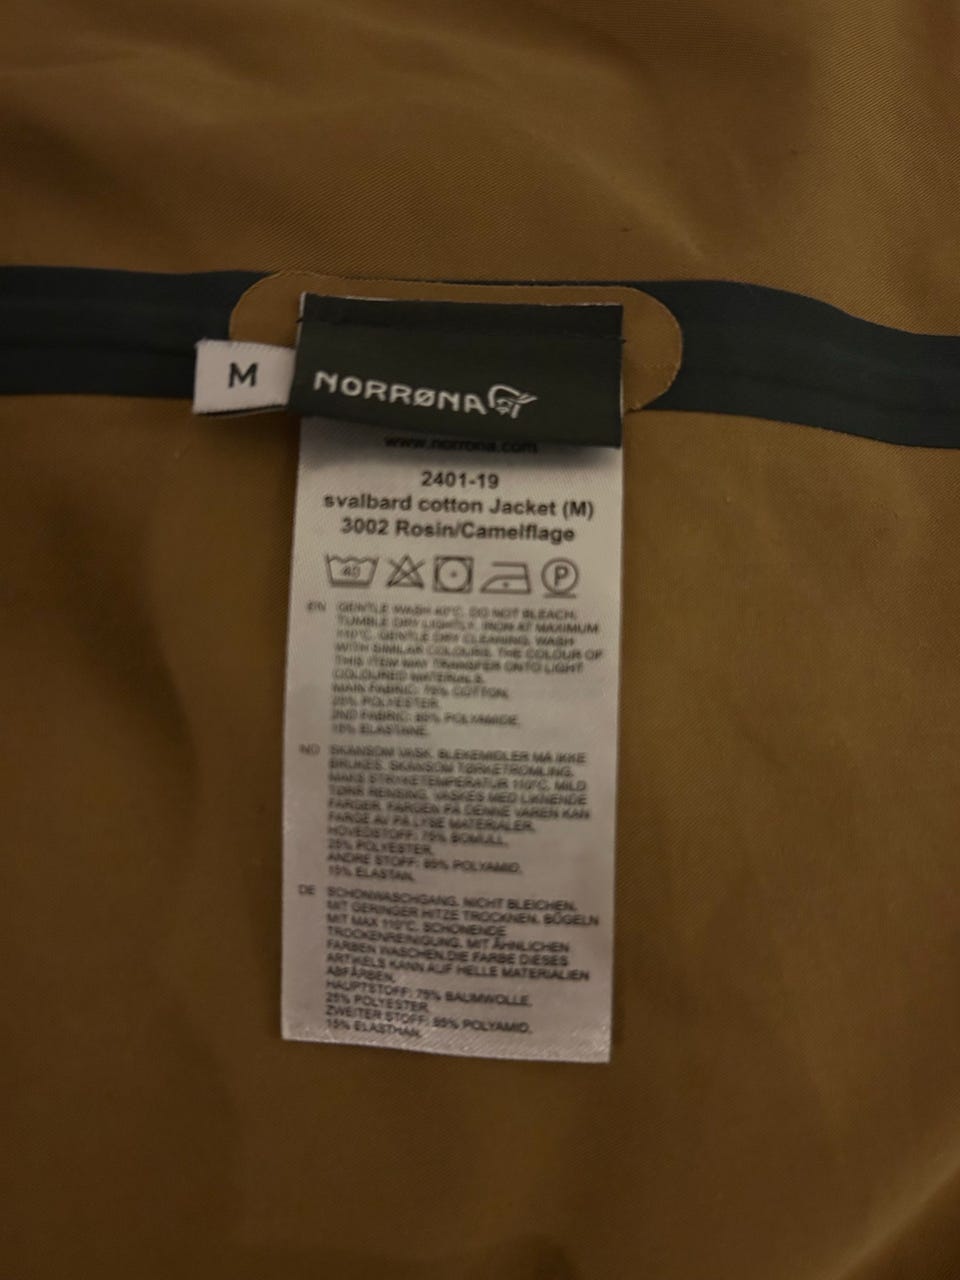 M
NORRØNA
www.norrona.com
2401-19
svalbard cotton Jacket (M)
3002 Rosin/Camelflage
40
P
EN GENTLE WASH 40°C. DO NOT BLEACH.
TUMBLE DRY LIGHTLY. IRON AT MAXIMUM
110°C. GENTLE DRY CLEANING. WASH
WITH SIMILAR COLOURS. THE COLOUR OF
THIS ITEM MAY TRANSFER ONTO LIGHT
COLOURED MATERIALS.
MAIN FABRIC: 75% COTTON,
25% POLYESTER.
2ND FABRIC: 85% POLYAMIDE,
15% ELASTANE.
NO SKÅNSOM VASK. BLEKEMIDLER MÅ IKKE
BRUKES. SKÅNSOM TØRKETROMLING.
MAKS STRYKETEMPERATUR 110°C. MILD
TØRR RENSING. VASKES MED LIKNENDE
FARGER. FARGEN PÅ DENNE VAREN KAN
FARGE AV PÅ LYSE MATERIALER.
HOVEDSTOFF: 75% BOMULL,
25% POLYESTER.
ANDRE STOFF: 85% POLYAMID,
15% ELASTAN.
DE SCHONWASCHGANG. NICHT BLEICHEN.
MIT GERINGER HITZE TROCKNEN. BÜGELN
MIT MAX 110°C. SCHONENDE
TROCKENREINIGUNG. MIT ÄHNLICHEN
FARBEN WASCHEN.DIE FARBE DIESES
ARTIKELS KANN AUF HELLE MATERIALIEN
ABFÄRBEN.
HAUPTSTOFF: 75% BAUMWOLLE,
25% POLYESTER.
ZWEITER STOFF: 85% POLYAMID,
15% ELASTHAN.